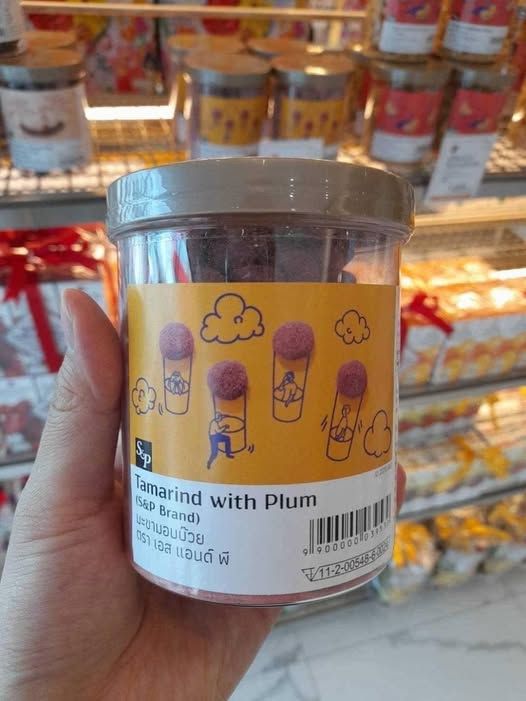 S&P
Tamarind with Plum
(S&P Brand)
มะขามอบบ๊วย
ตรา เอส แอนด์ พี